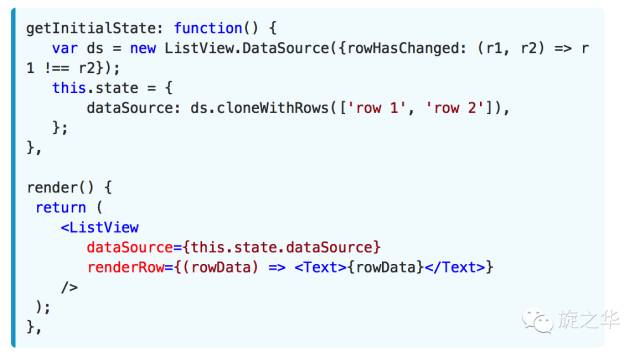 getInitialState: function() {
   var ds = new ListView.DataSource({rowHasChanged: (r1, r2) => r
1 !== r2});
   this.state = {
       dataSource: ds.cloneWithRows(['row 1', 'row 2']),
   };
},

render() {
 return (
    <ListView
       dataSource={this.state.dataSource}
       renderRow={(rowData) => <Text>{rowData}</Text>}
    />
 );
},
旋之华